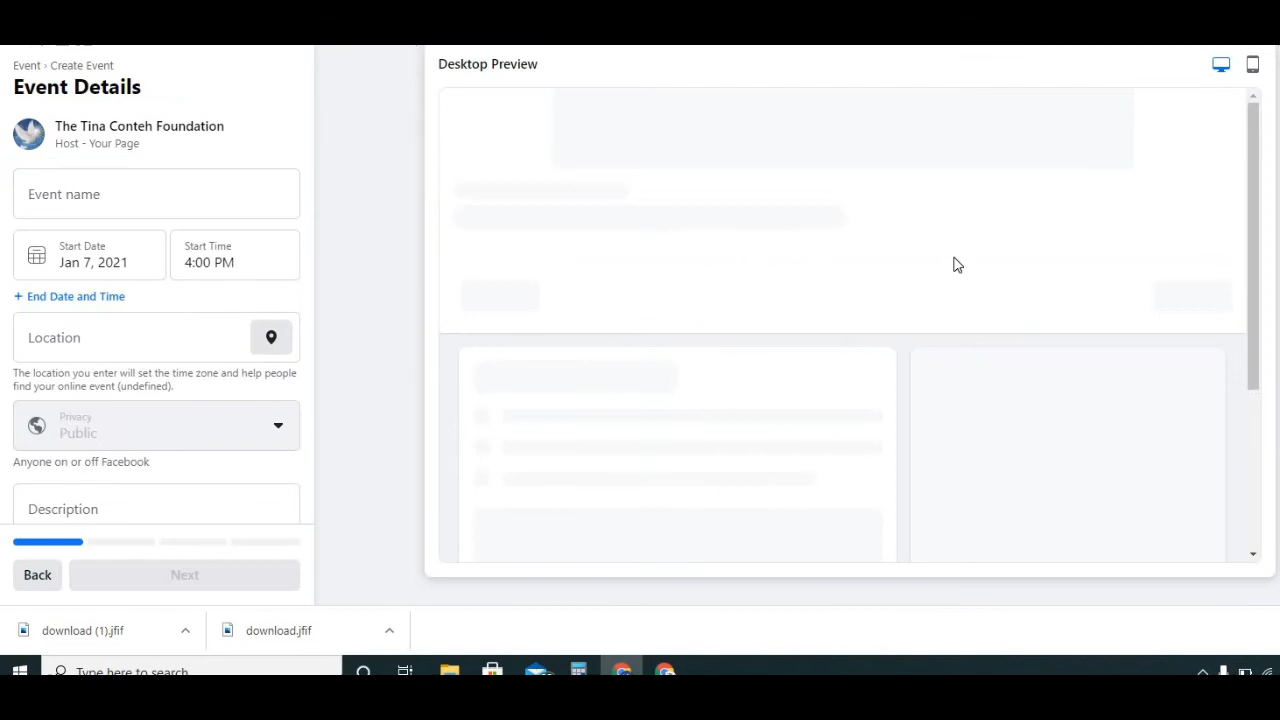 Event › Create Event
Event Details
The Tina Conteh Foundation
Host - Your Page
Event name
Start Date
Jan 7, 2021
Start Time
4:00 PM
+ End Date and Time
Location
The location you enter will set the time zone and help people
find your online event (undefined).
Privacy
Public
Anyone on or off Facebook
Description
Back
Next
Desktop Preview
download (1).jfif
download.jfif
Type here to search